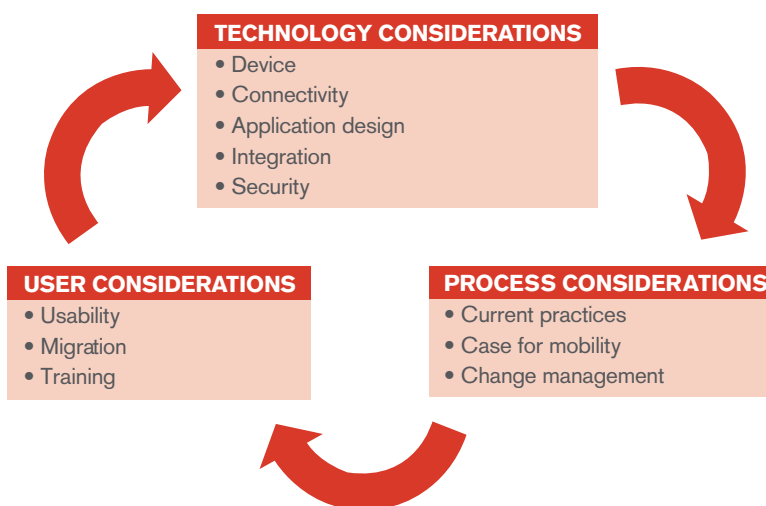 TECHNOLOGY CONSIDERATIONS
• Device
• Connectivity
• Application design
• Integration
• Security
USER CONSIDERATIONS
• Usability
• Migration
• Training
PROCESS CONSIDERATIONS
• Current practices
• Case for mobility
• Change management